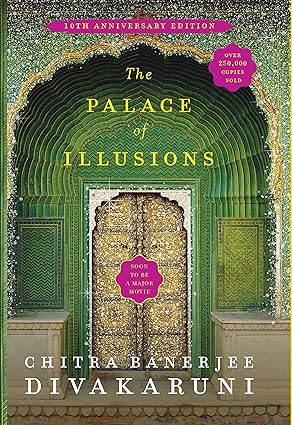 10TH ANNIVERSARY EDITION
OVER
250,000
COPIES
SOLD
The
PALACE
of
ILLUSIONS
SOON
TO BE
A MAJOR
MOVIE
CHITRA BANERJEE
DIVAKARUNI